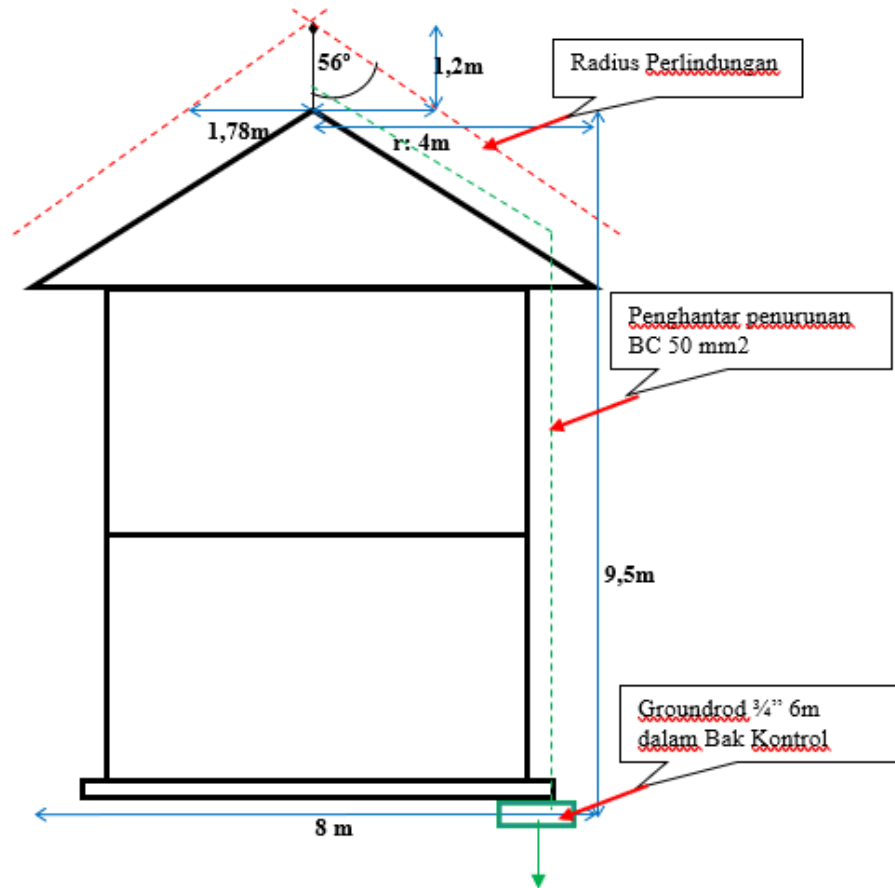 56°
1,2m
Radius Perlindungan
1,78m
r: 4m
Penghantar penurunan
BC 50 mm2
9,5m
Groundrod ¾” 6m
dalam Bak Kontrol
8 m